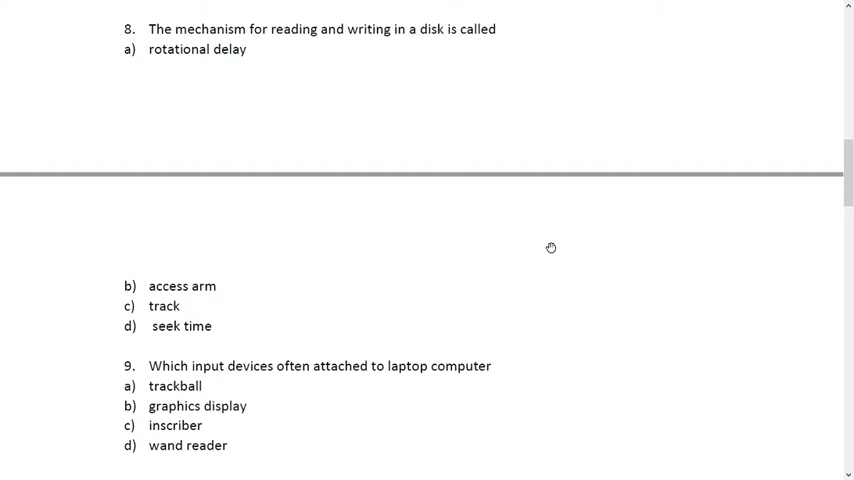 8. The mechanism for reading and writing in a disk is called
a) rotational delay
b) access arm
c) track
d) seek time
9. Which input devices often attached to laptop computer
a) trackball
b) graphics display
c) inscriber
d) wand reader